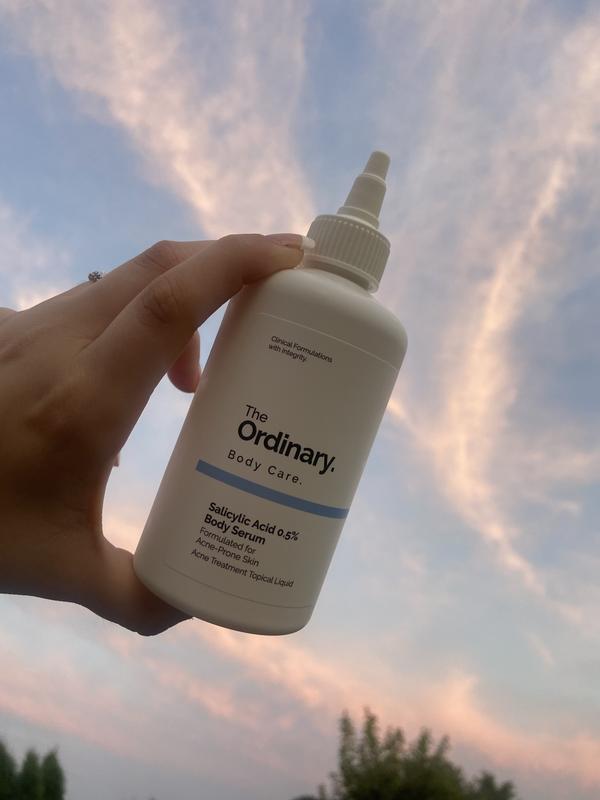 Clinical Formulations
with Integrity.
The
Ordinary.
Body Care.
Salicylic Acid 0.5%
Body Serum
Formulated for
Acne-Prone Skin
Acne Treatment Topical Liquid